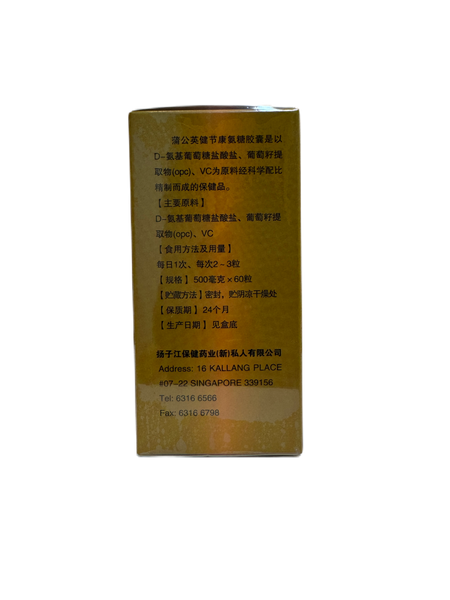 蒲公英健节康氨糖胶囊是以
D-氨基葡萄糖盐酸盐、葡萄籽提
取物(opc)、VC为原料经科学配比
精制而成的保健品。
【主要原料】
D-氨基葡萄糖盐酸盐、葡萄籽提
取物(opc)、VC
【食用方法及用量】
每日1次、每次2~3粒
【规格】 500毫克×60粒
【贮藏方法】密封，贮阴凉干燥处
【保质期】 24个月
【生产日期】 见盒底
扬子江保健药业(新)私人有限公司
Address: 16 KALLANG PLACE
#07-22 SINGAPORE 339156
Tel: 6316 6566
Fax: 6316 6798